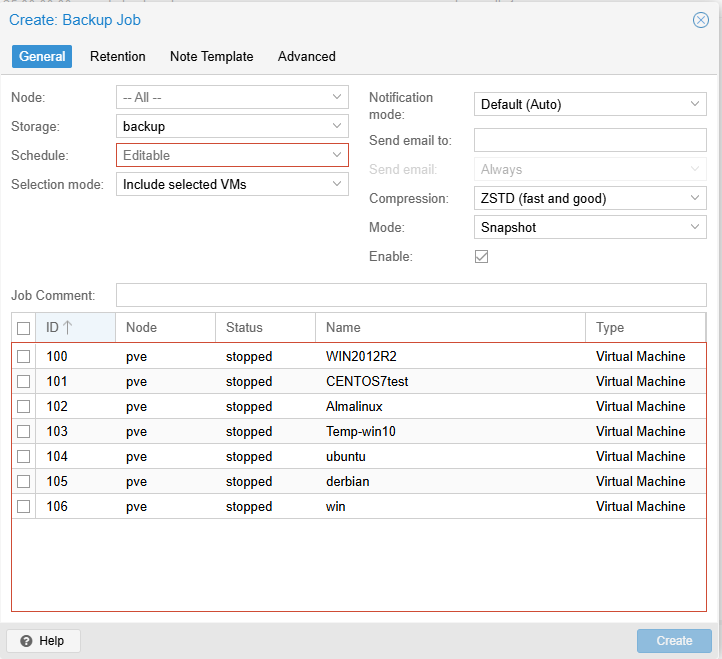 Create: Backup Job
General Retention Note Template Advanced
Node: -- All --
Storage: backup
Schedule: Editable
Selection mode: Include selected VMs
Notification mode: Default (Auto)
Send email to:
Send email: Always
Compression: ZSTD (fast and good)
Mode: Snapshot
Enable:
Job Comment:
ID Node Status Name Type
100 pve stopped WIN2012R2 Virtual Machine
101 pve stopped CENTOS7test Virtual Machine
102 pve stopped Almalinux Virtual Machine
103 pve stopped Temp-win10 Virtual Machine
104 pve stopped ubuntu Virtual Machine
105 pve stopped derbian Virtual Machine
106 pve stopped win Virtual Machine
Help Create